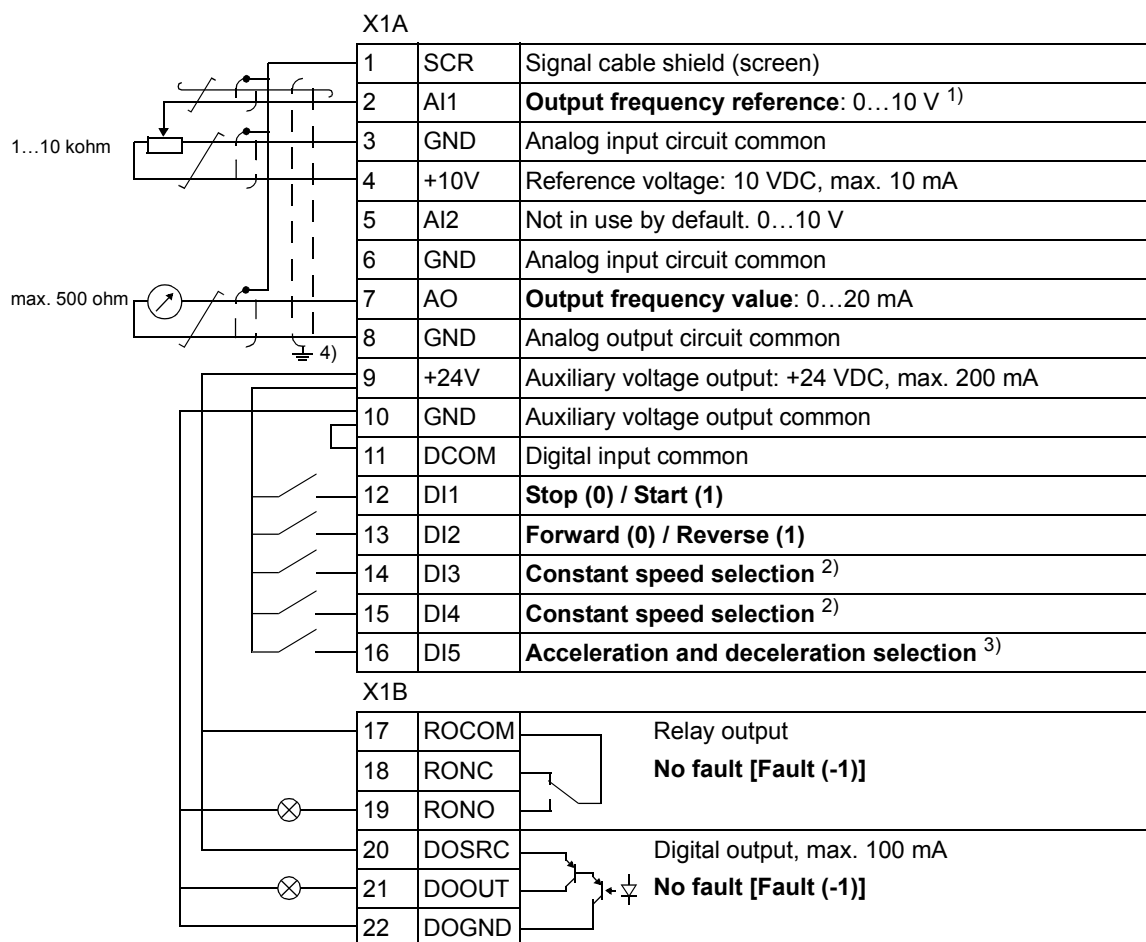 X1A
1 SCR Signal cable shield (screen)
2 AI1 Output frequency reference: 0…10 V 1)
1…10 kohm
3 GND Analog input circuit common
4 +10V Reference voltage: 10 VDC, max. 10 mA
5 AI2 Not in use by default. 0…10 V
6 GND Analog input circuit common
max. 500 ohm
7 AO Output frequency value: 0…20 mA
8 GND Analog output circuit common
4)
9 +24V Auxiliary voltage output: +24 VDC, max. 200 mA
10 GND Auxiliary voltage output common
11 DCOM Digital input common
12 DI1 Stop (0) / Start (1)
13 DI2 Forward (0) / Reverse (1)
14 DI3 Constant speed selection 2)
15 DI4 Constant speed selection 2)
16 DI5 Acceleration and deceleration selection 3)
X1B
17 ROCOM Relay output
18 RONC No fault [Fault (-1)]
19 RONO
20 DOSRC Digital output, max. 100 mA
21 DOOUT No fault [Fault (-1)]
22 DOGND